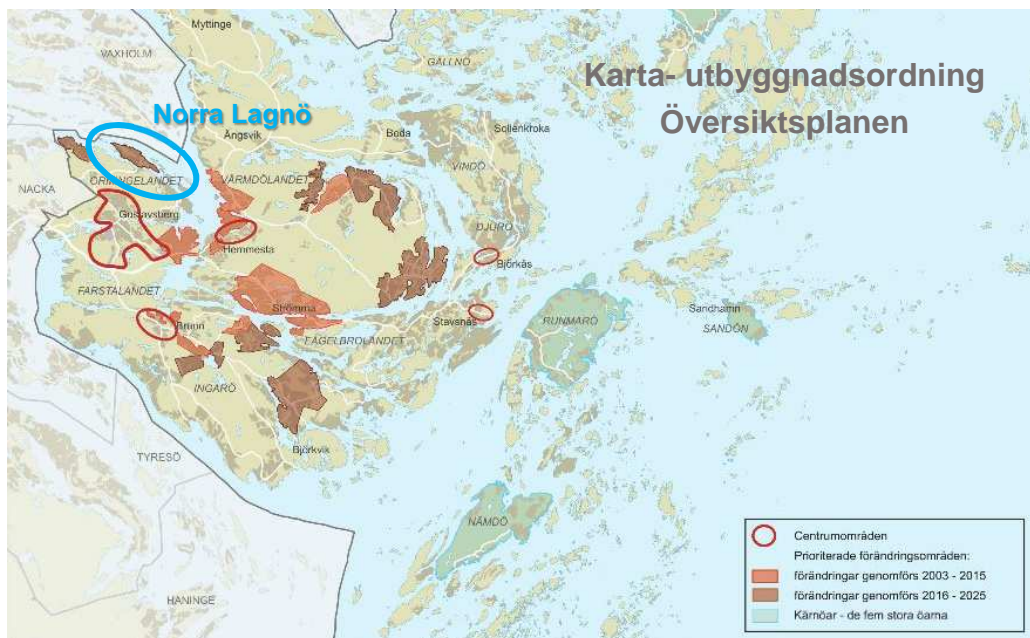 Karta- utbyggnadsordning
Översiktsplanen
Norra Lagnö
Myttinge
VAXHOLM
GÄLLNÖ
Ängsvik
Boda
Sollenkroka
VINDÖ
NACKA
VÄRMDÖLANDET
Gustavsberg
Hemmesta
DJURÖ
Björkås
FARSTALANDET
Strömma
Stavsnäs
RUNMARÖ
Sandhamn
SANDÖN
Brunn
FÅGELBROLANDET
INGARÖ
Björkvik
TYRESÖ
NÄMDÖ
HANINGE
Centrumområden
Prioriterade förändringsområden:
förändringar genomförs 2003 - 2015
förändringar genomförs 2016 - 2025
Kärnöar - de fem stora öarna